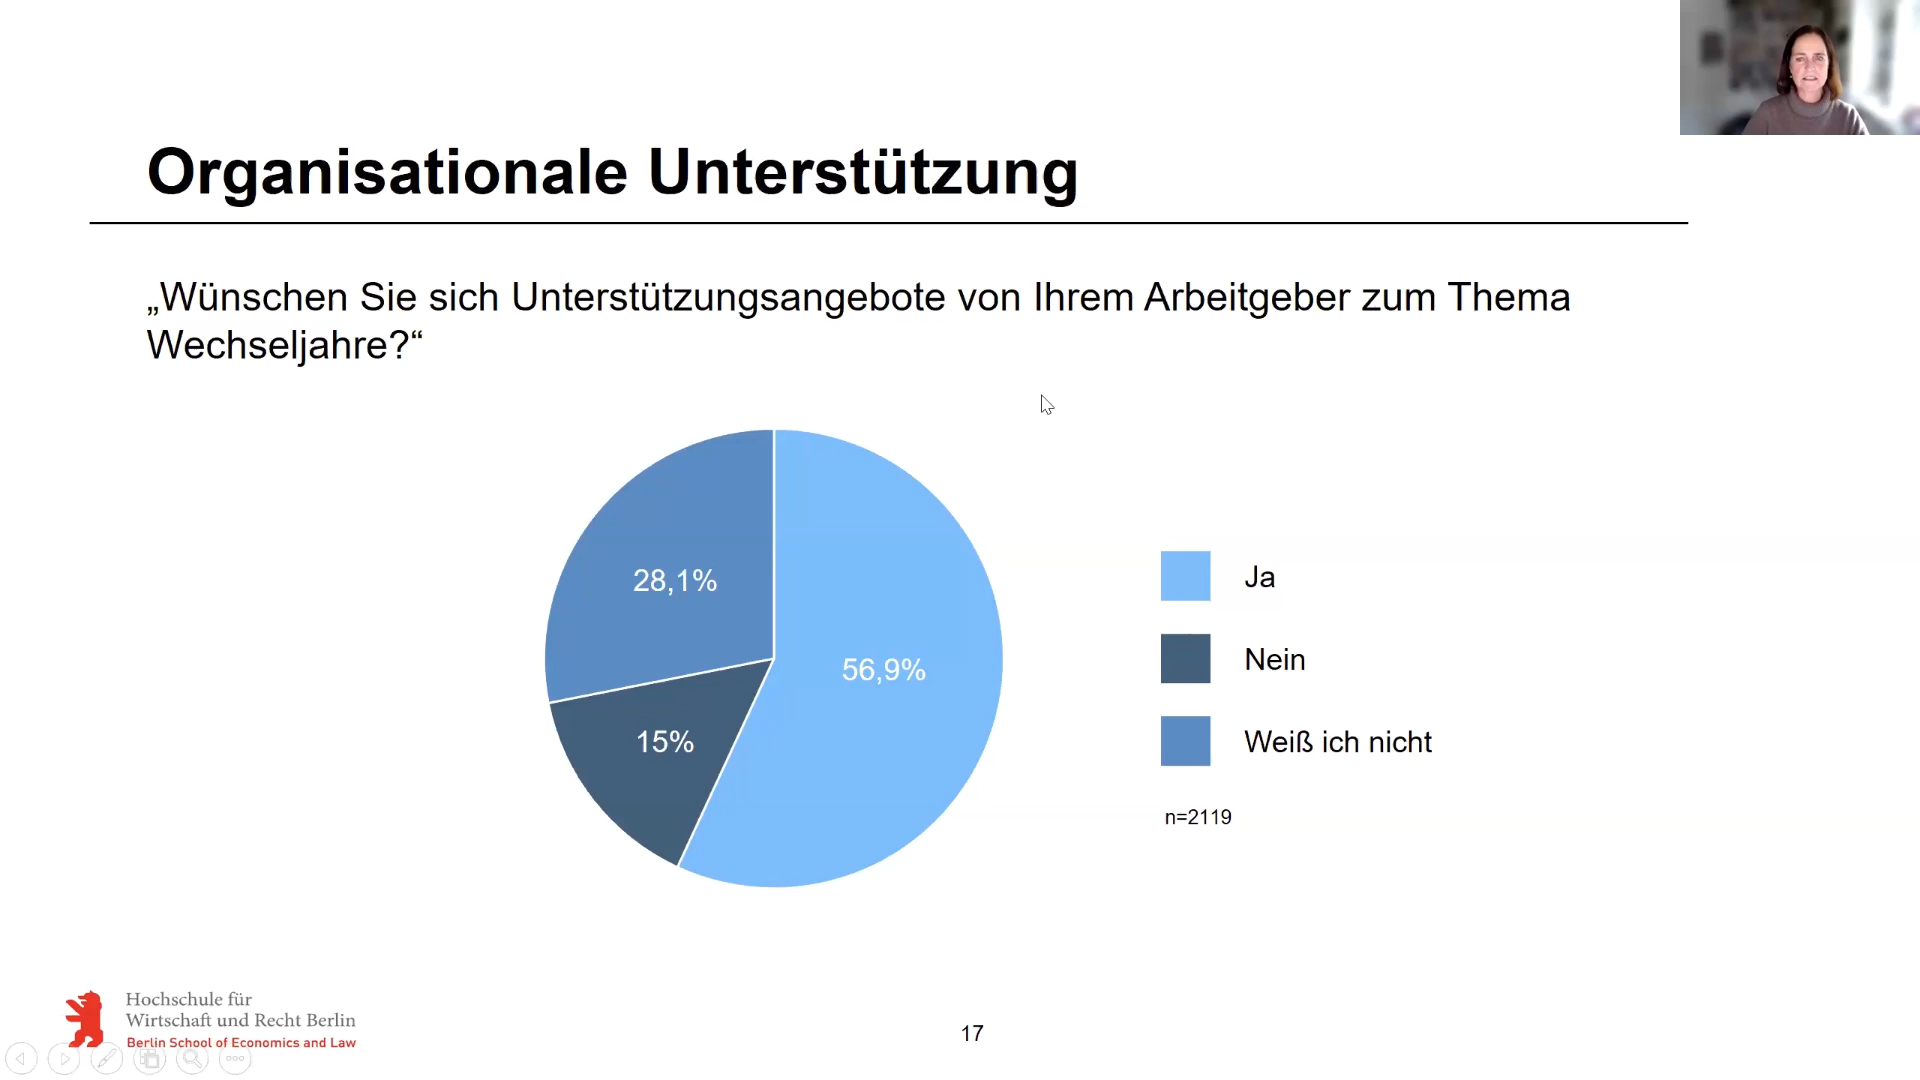 Organisationale Unterstützung
„Wünschen Sie sich Unterstützungsangebote von Ihrem Arbeitgeber zum Thema
Wechseljahre?“
28,1%
56,9%
15%
Ja
Nein
Weiß ich nicht
n=2119
Hochschule für
Wirtschaft und Recht Berlin
Berlin School of Economics and Law
17